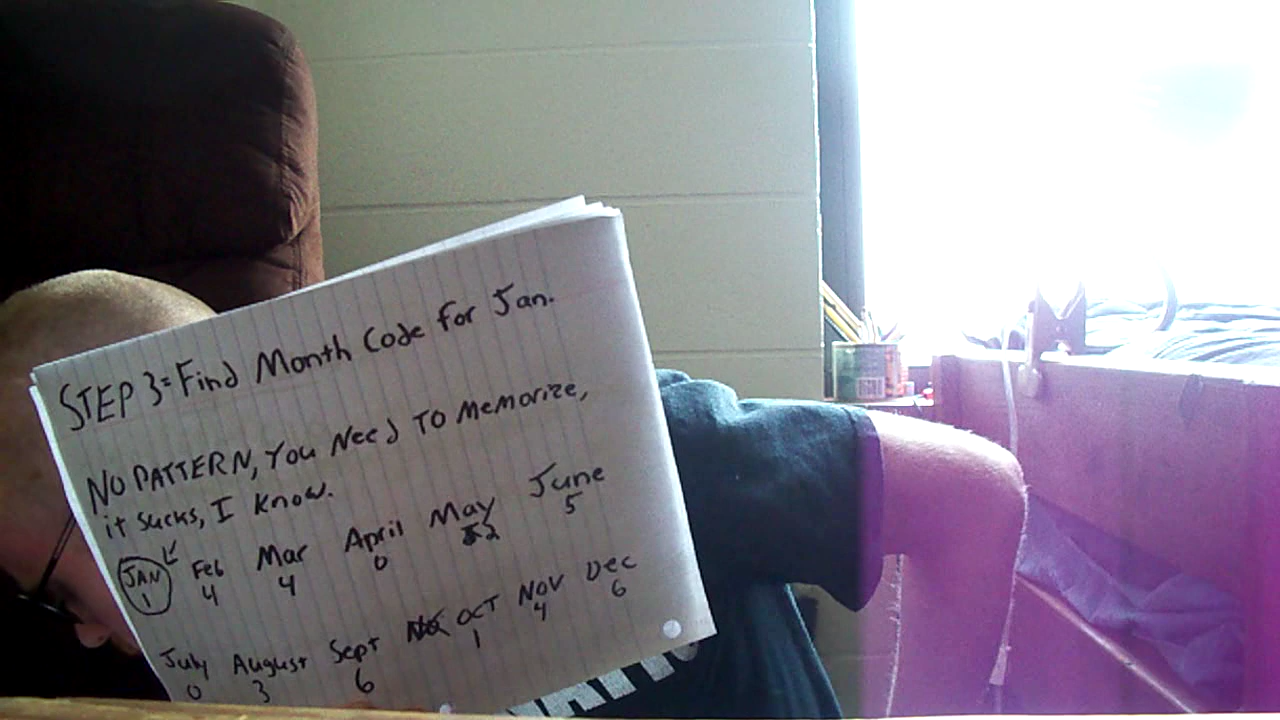 STEP 3= Find Month Code for Jan.
NO PATTERN, You Need To Memorize,
it sucks, I know.
JAN Feb Mar April May June
1 4 4 0 2 5
July August Sept OCT NOV Dec
0 3 6 1 4 6